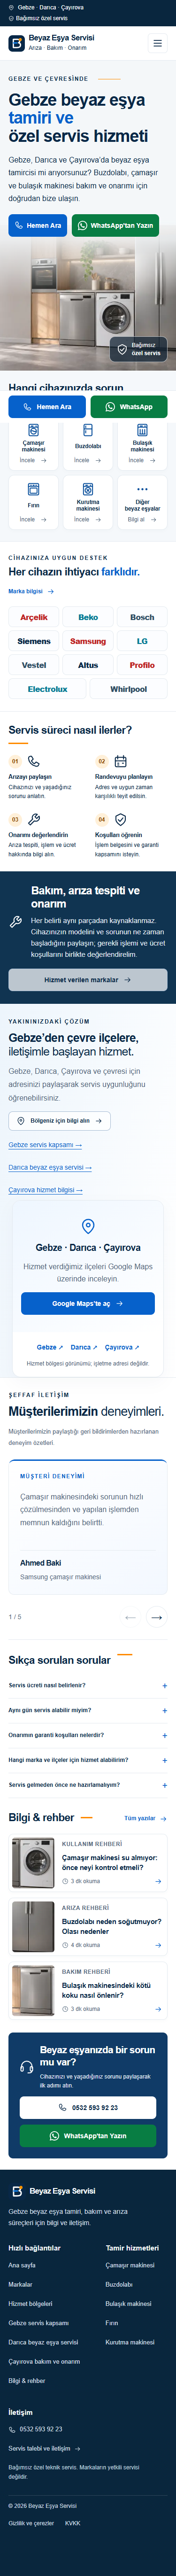 Gebze · Darıca · Çayırova
Bağımsız özel servis
Beyaz Eşya Servisi
Arıza · Bakım · Onarım
GEBZE VE ÇEVRESİNDE
Gebze beyaz eşya
tamiri ve
özel servis hizmeti
Gebze, Darıca ve Çayırova’da beyaz eşya
tamircisi mi arıyorsunuz? Buzdolabı, çamaşır
ve bulaşık makinesi bakım ve onarımı için
doğrudan bize ulaşın.
Hemen Ara
WhatsApp'tan Yazın
Bağımsız
özel servis
Hangi cihazınızda sorun
Hemen Ara
WhatsApp
Çamaşır
makinesi
İncele →
Buzdolabı
İncele →
Bulaşık
makinesi
İncele →
Fırın
İncele →
Kurutma
makinesi
İncele →
Diğer
beyaz eşyalar
Bilgi al →
CİHAZINIZA UYGUN DESTEK
Her cihazın ihtiyacı farklıdır.
Marka bilgisi →
Arçelik
Beko
Bosch
Siemens
Samsung
LG
Vestel
Altus
Profilo
Electrolux
Whirlpool
Servis süreci nasıl ilerler?
01
Arızayı paylaşın
Cihazınızı ve yaşadığınız
sorunu anlatın.
02
Randevuyu planlayın
Adres ve uygun zaman
karşılıklı teyit edilsin.
03
Onarımı değerlendirin
Arıza tespiti, işlem ve ücret
hakkında bilgi alın.
04
Koşulları öğrenin
İşlem belgesini ve garanti
kapsamını isteyin.
Bakım, arıza tespiti ve
onarım
Her belirti aynı parçadan kaynaklanmaz.
Cihazınızın modelini ve sorunun ne zaman
başladığını paylaşın; gerekli işlemi ve ücret
koşullarını birlikte değerlendirelim.
Hizmet verilen markalar →
YAKININIZDAKİ ÇÖZÜM
Gebze’den çevre ilçelere,
iletişimle başlayan hizmet.
Gebze, Darıca, Çayırova ve çevresi için
adresinizi paylaşarak servis uygunluğunu
öğrenebilirsiniz.
Bölgeniz için bilgi alın →
Gebze servis kapsamı →
Darıca beyaz eşya servisi →
Çayırova hizmet bilgisi →
Gebze · Darıca · Çayırova
Hizmet verdiğimiz ilçeleri Google Maps
üzerinde inceleyin.
Google Maps’te aç →
Gebze ↗ Darıca ↗ Çayırova ↗
Hizmet bölgesi görünümü; işletme adresi değildir.
ŞEFFAF İLETİŞİM
Müşterilerimizin deneyimleri.
Müşterilerimizin paylaştığı geri bildirimlerden hazırlanan
deneyim özetleri.
MÜŞTERİ DENEYİMİ
Çamaşır makinesindeki sorunun hızlı
çözülmesinden ve yapılan işlemden
memnun kaldığını belirtti.
Ahmed Baki
Samsung çamaşır makinesi
1 / 5
← →
Sıkça sorulan sorular
Servis ücreti nasıl belirlenir? +
Aynı gün servis alabilir miyim? +
Onarımın garanti koşulları nelerdir? +
Hangi marka ve ilçeler için hizmet alabilirim? +
Servis gelmeden önce ne hazırlamalıyım? +
Bilgi & rehber
Tüm yazılar →
KULLANIM REHBERİ
Çamaşır makinesi su almıyor:
önce neyi kontrol etmeli?
3 dk okuma →
ARIZA REHBERİ
Buzdolabı neden soğutmuyor?
Olası nedenler
4 dk okuma →
BAKIM REHBERİ
Bulaşık makinesindeki kötü
koku nasıl önlenir?
3 dk okuma →
Beyaz eşyanızda bir sorun
mu var?
Cihazınızı ve yaşadığınız sorunu paylaşarak
ilk adımı atın.
0532 593 92 23
WhatsApp'tan Yazın
Beyaz Eşya Servisi
Gebze beyaz eşya tamiri, bakım ve arıza
süreçleri için bilgi ve iletişim.
Hızlı bağlantılar
Ana sayfa
Markalar
Hizmet bölgeleri
Gebze servis kapsamı
Darıca beyaz eşya servisi
Çayırova bakım ve onarım
Bilgi & rehber
Tamir hizmetleri
Çamaşır makinesi
Buzdolabı
Bulaşık makinesi
Fırın
Kurutma makinesi
İletişim
0532 593 92 23
Servis talebi ve iletişim →
Bağımsız özel teknik servis. Markaların yetkili servisi
değildir.
© 2026 Beyaz Eşya Servisi
Gizlilik ve çerezler KVKK